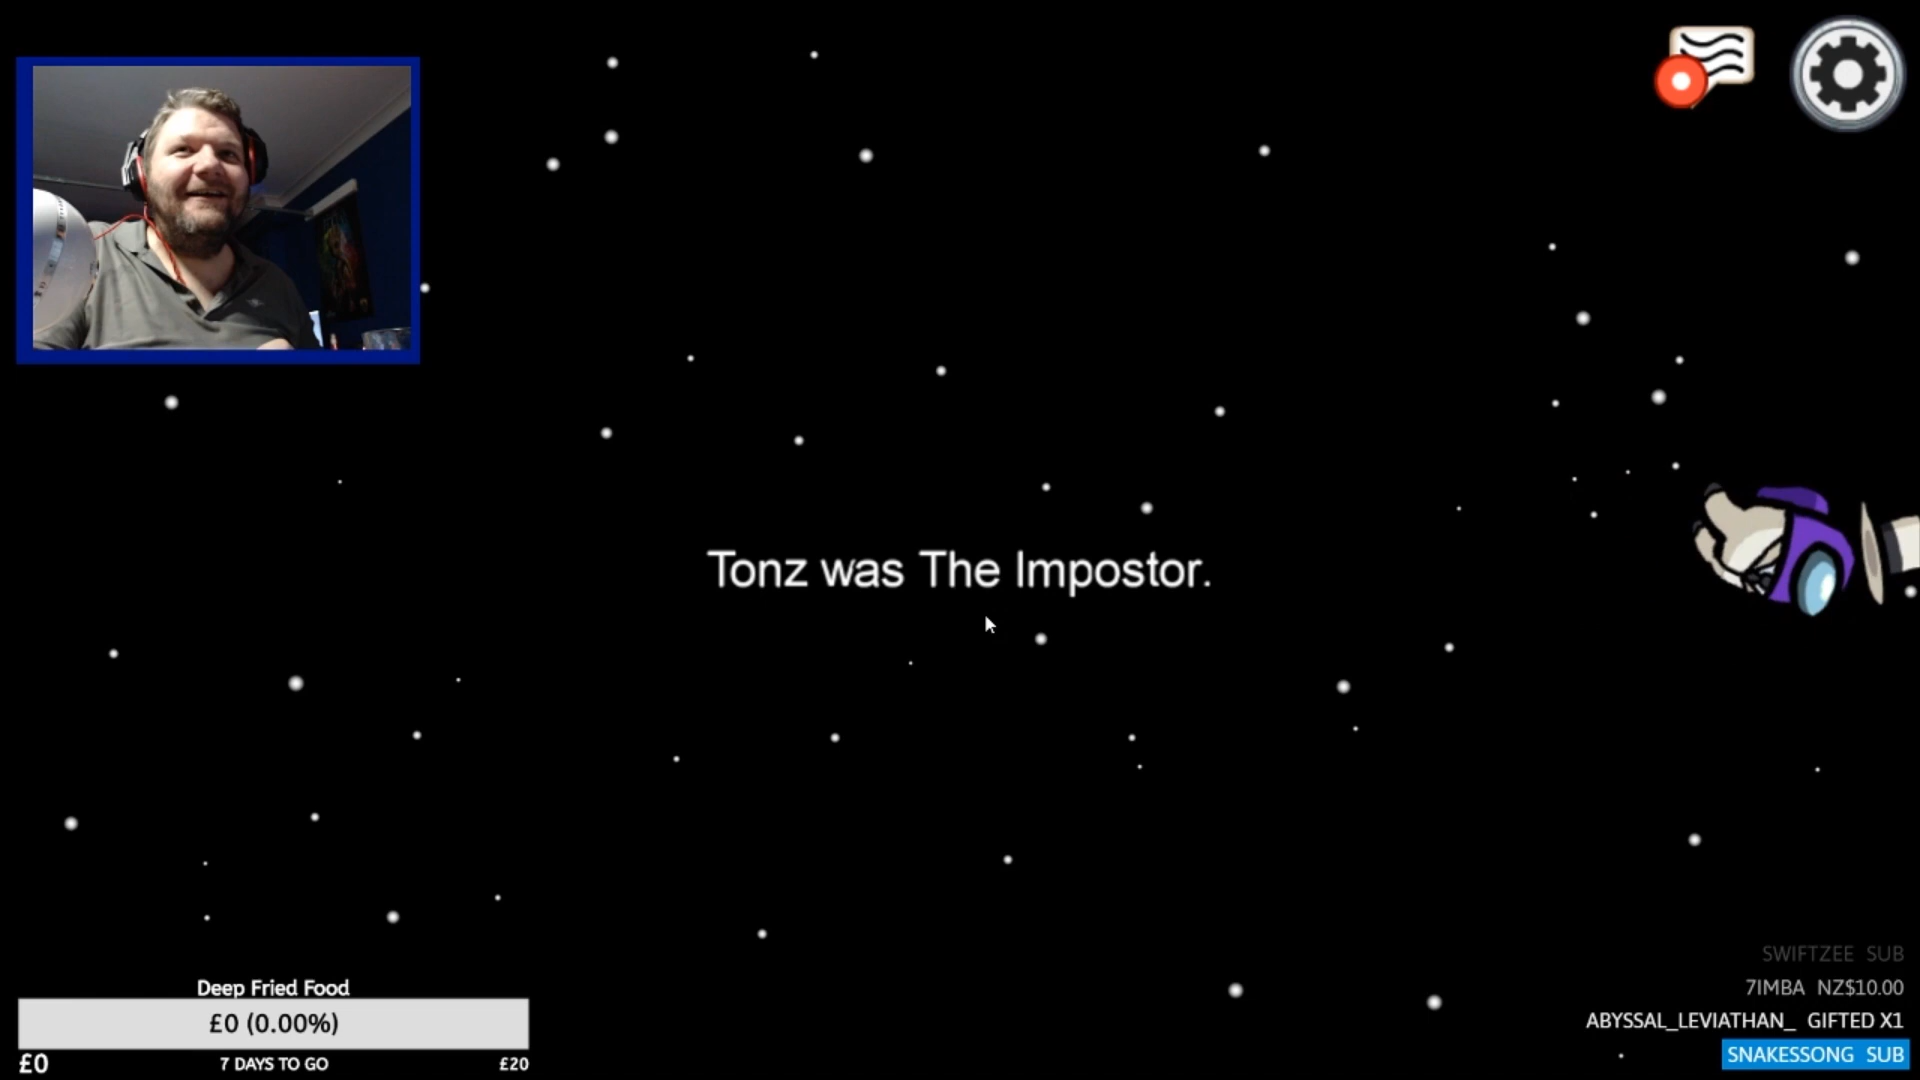 Tonz was The Impostor.
Deep Fried Food
£0 (0.00%)
£0 7 DAYS TO GO £20
SWIFTZEE SUB
7IMBA NZ$10.00
ABYSSAL_LEVIATHAN_ GIFTED X1
SNAKESSONG SUB